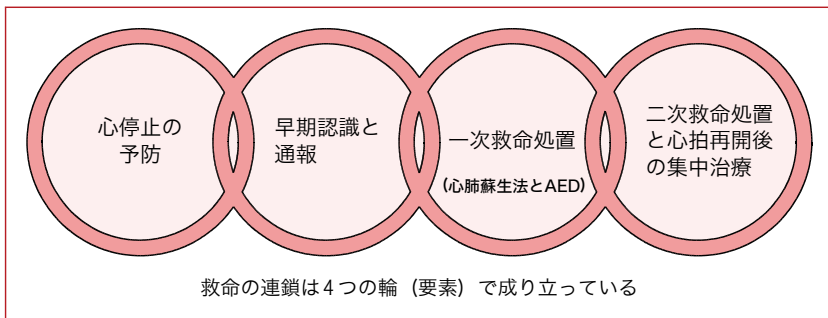 心停止の
予防
早期認識と
通報
一次救命処置
(心肺蘇生法とAED)
二次救命処置
と心拍再開後
の集中治療
救命の連鎖は4つの輪（要素）で成り立っている